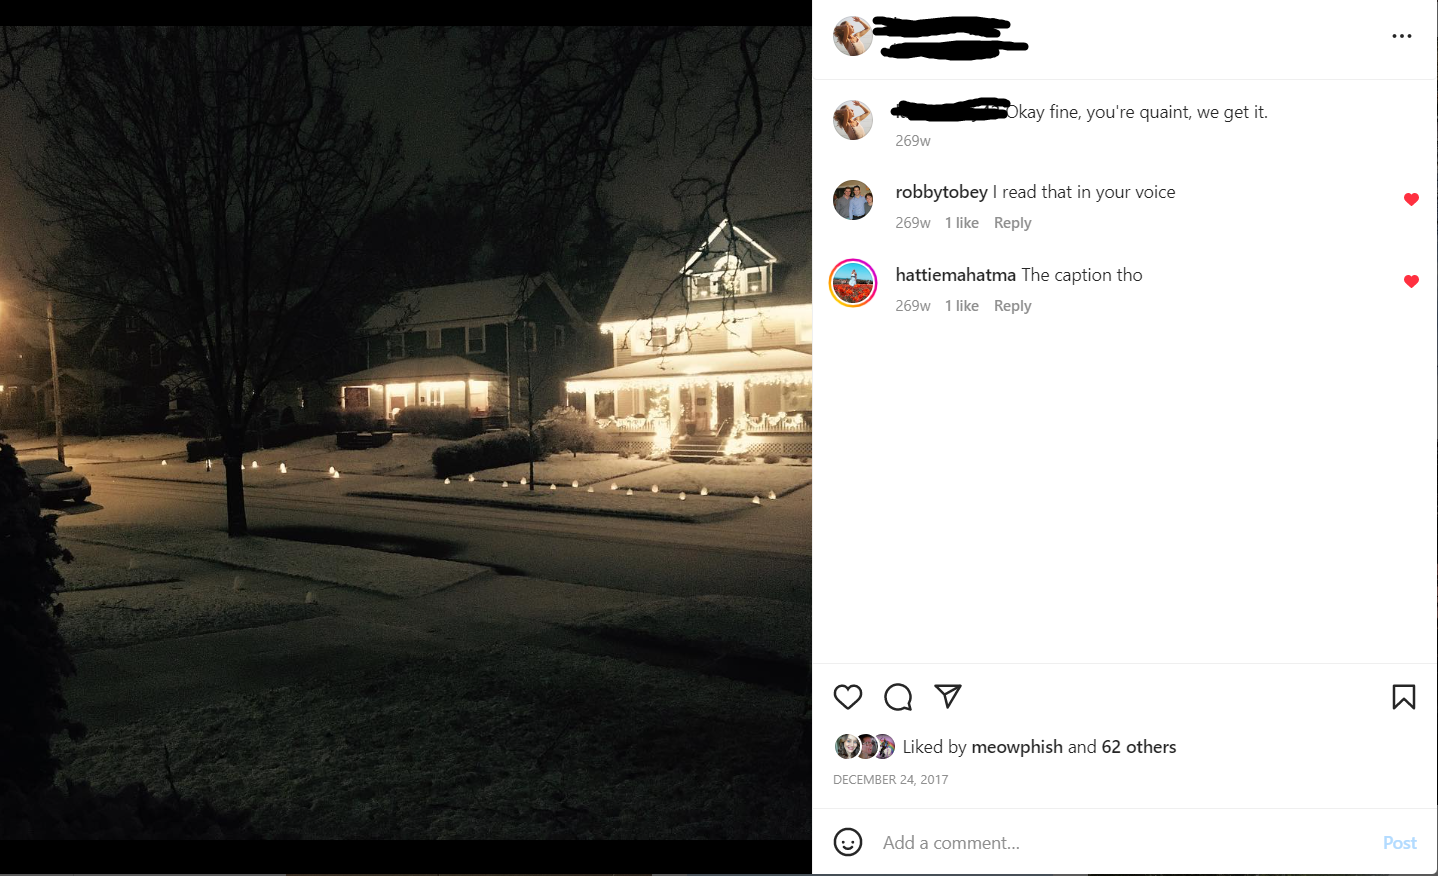 Okay fine, you're quaint, we get it.
269w
robbytobey I read that in your voice
269w 1 like Reply
hattiemahatma The caption tho
269w 1 like Reply
Liked by meowphish and 62 others
DECEMBER 24, 2017
Add a comment...
Post